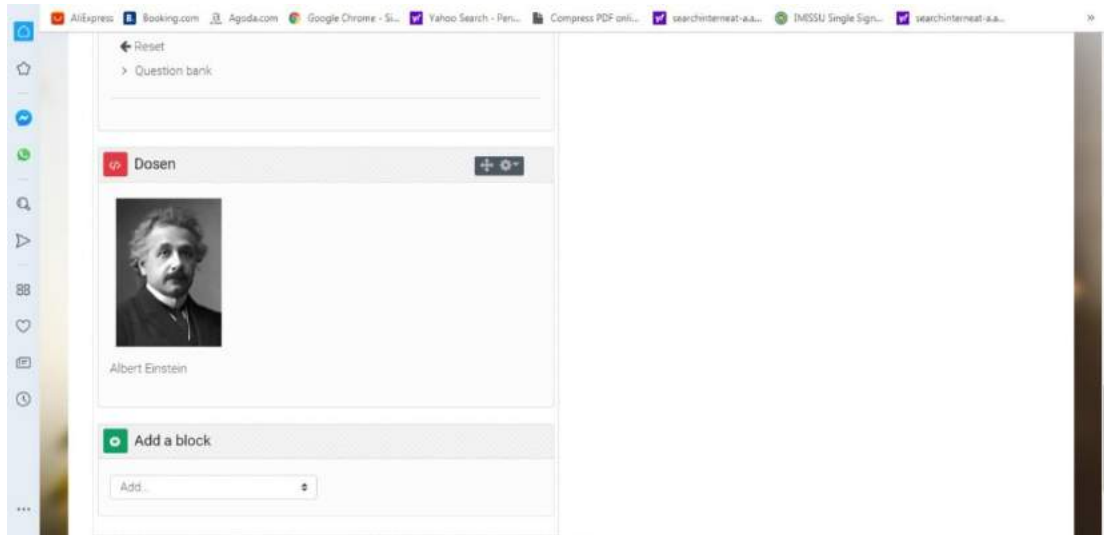 AliExpress Booking.com Agoda.com Google Chrome - Si... Yahoo Search - Pen... Compress PDF onli... searchinterneat-a.a... IMISSU Single Sign... searchinterneat-a.a... »
Reset
> Question bank
Dosen
Albert Einstein
Add a block
Add...